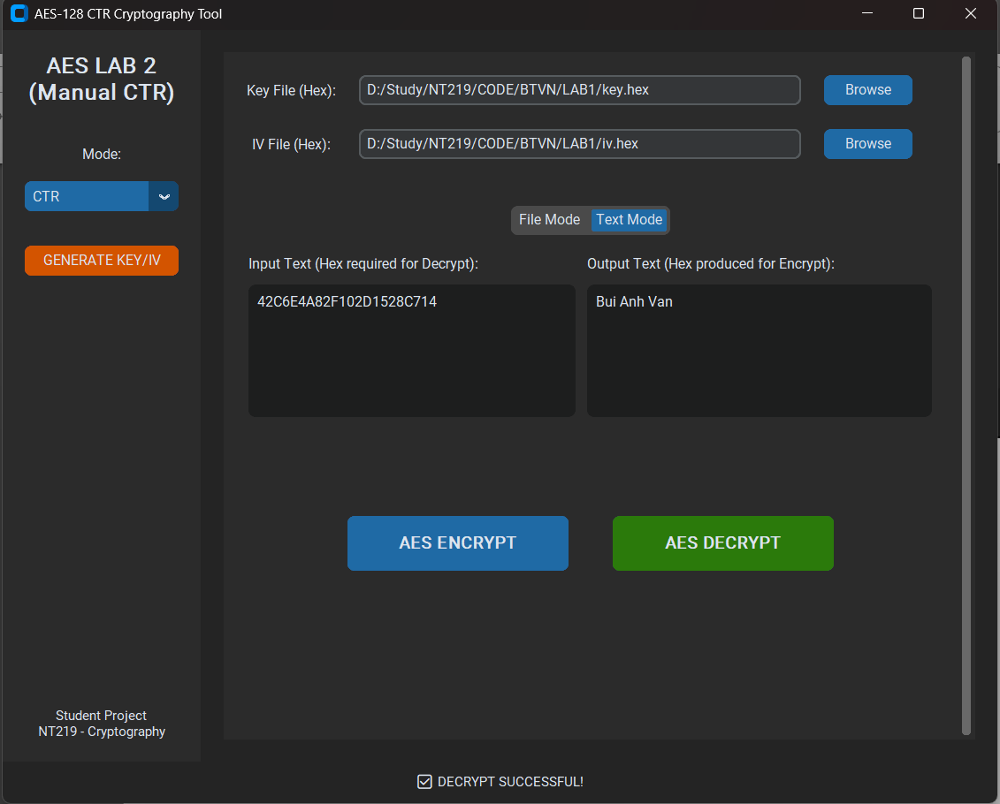 AES-128 CTR Cryptography Tool
AES LAB 2
(Manual CTR)
Mode:
CTR
GENERATE KEY/IV
Student Project
NT219 - Cryptography
Key File (Hex):
D:/Study/NT219/CODE/BTVN/LAB1/key.hex
Browse
IV File (Hex):
D:/Study/NT219/CODE/BTVN/LAB1/iv.hex
Browse
File Mode
Text Mode
Input Text (Hex required for Decrypt):
42C6E4A82F102D1528C714
Output Text (Hex produced for Encrypt):
Bui Anh Van
AES ENCRYPT
AES DECRYPT
DECRYPT SUCCESSFUL!